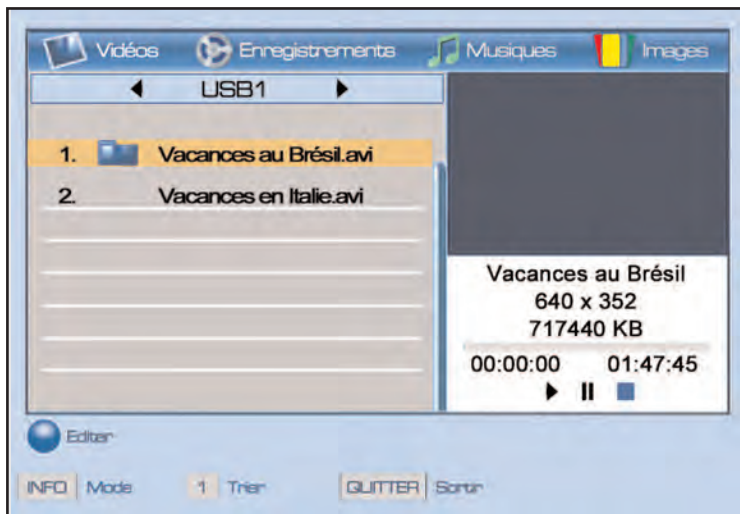 Vidéos Enregistrements Musiques Images
USB1
1. Vacances au Brésil.avi
2. Vacances en Italie.avi
Vacances au Brésil
640 x 352
717440 KB
00:00:00 01:47:45
Editer
INFO Mode 1 Trier QUITTER Sortir